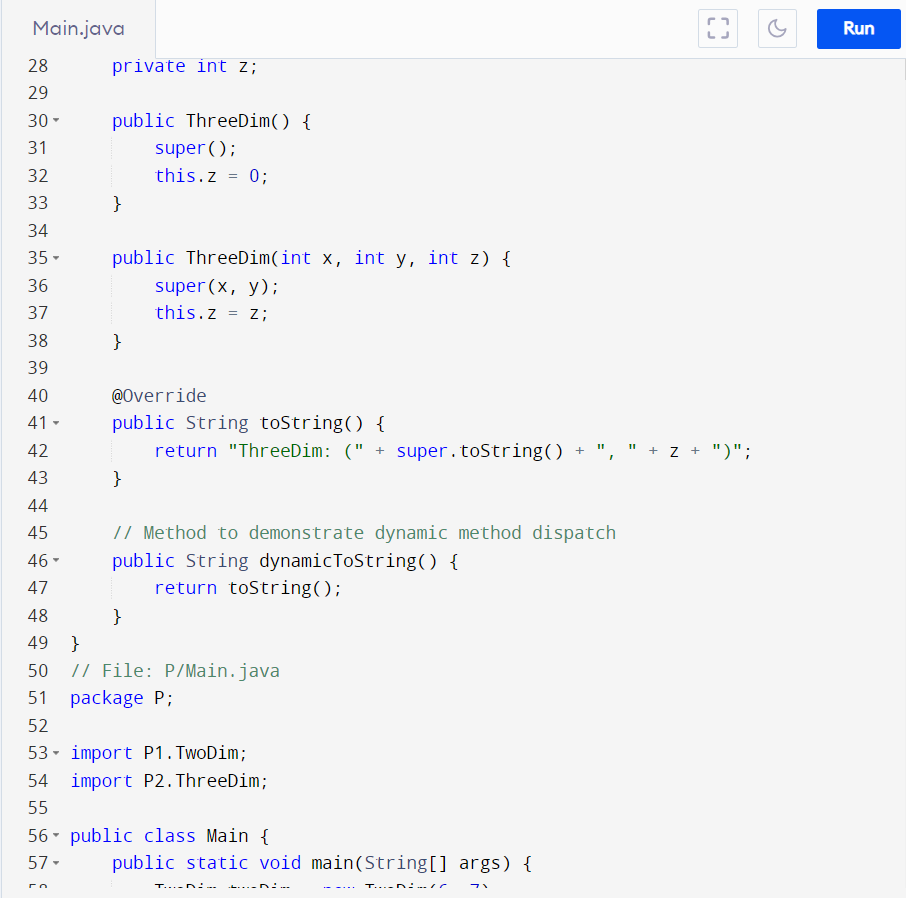 Main.java
Run
28 private int z;
29
30 public ThreeDim() {
31 super();
32 this.z = 0;
33 }
34
35 public ThreeDim(int x, int y, int z) {
36 super(x, y);
37 this.z = z;
38 }
39
40 @Override
41 public String toString() {
42 return "ThreeDim: (" + super.toString() + ", " + z + ")";
43 }
44
45 // Method to demonstrate dynamic method dispatch
46 public String dynamicToString() {
47 return toString();
48 }
49 }
50 // File: P/Main.java
51 package P;
52
53 import P1.TwoDim;
54 import P2.ThreeDim;
55
56 public class Main {
57 public static void main(String[] args) {